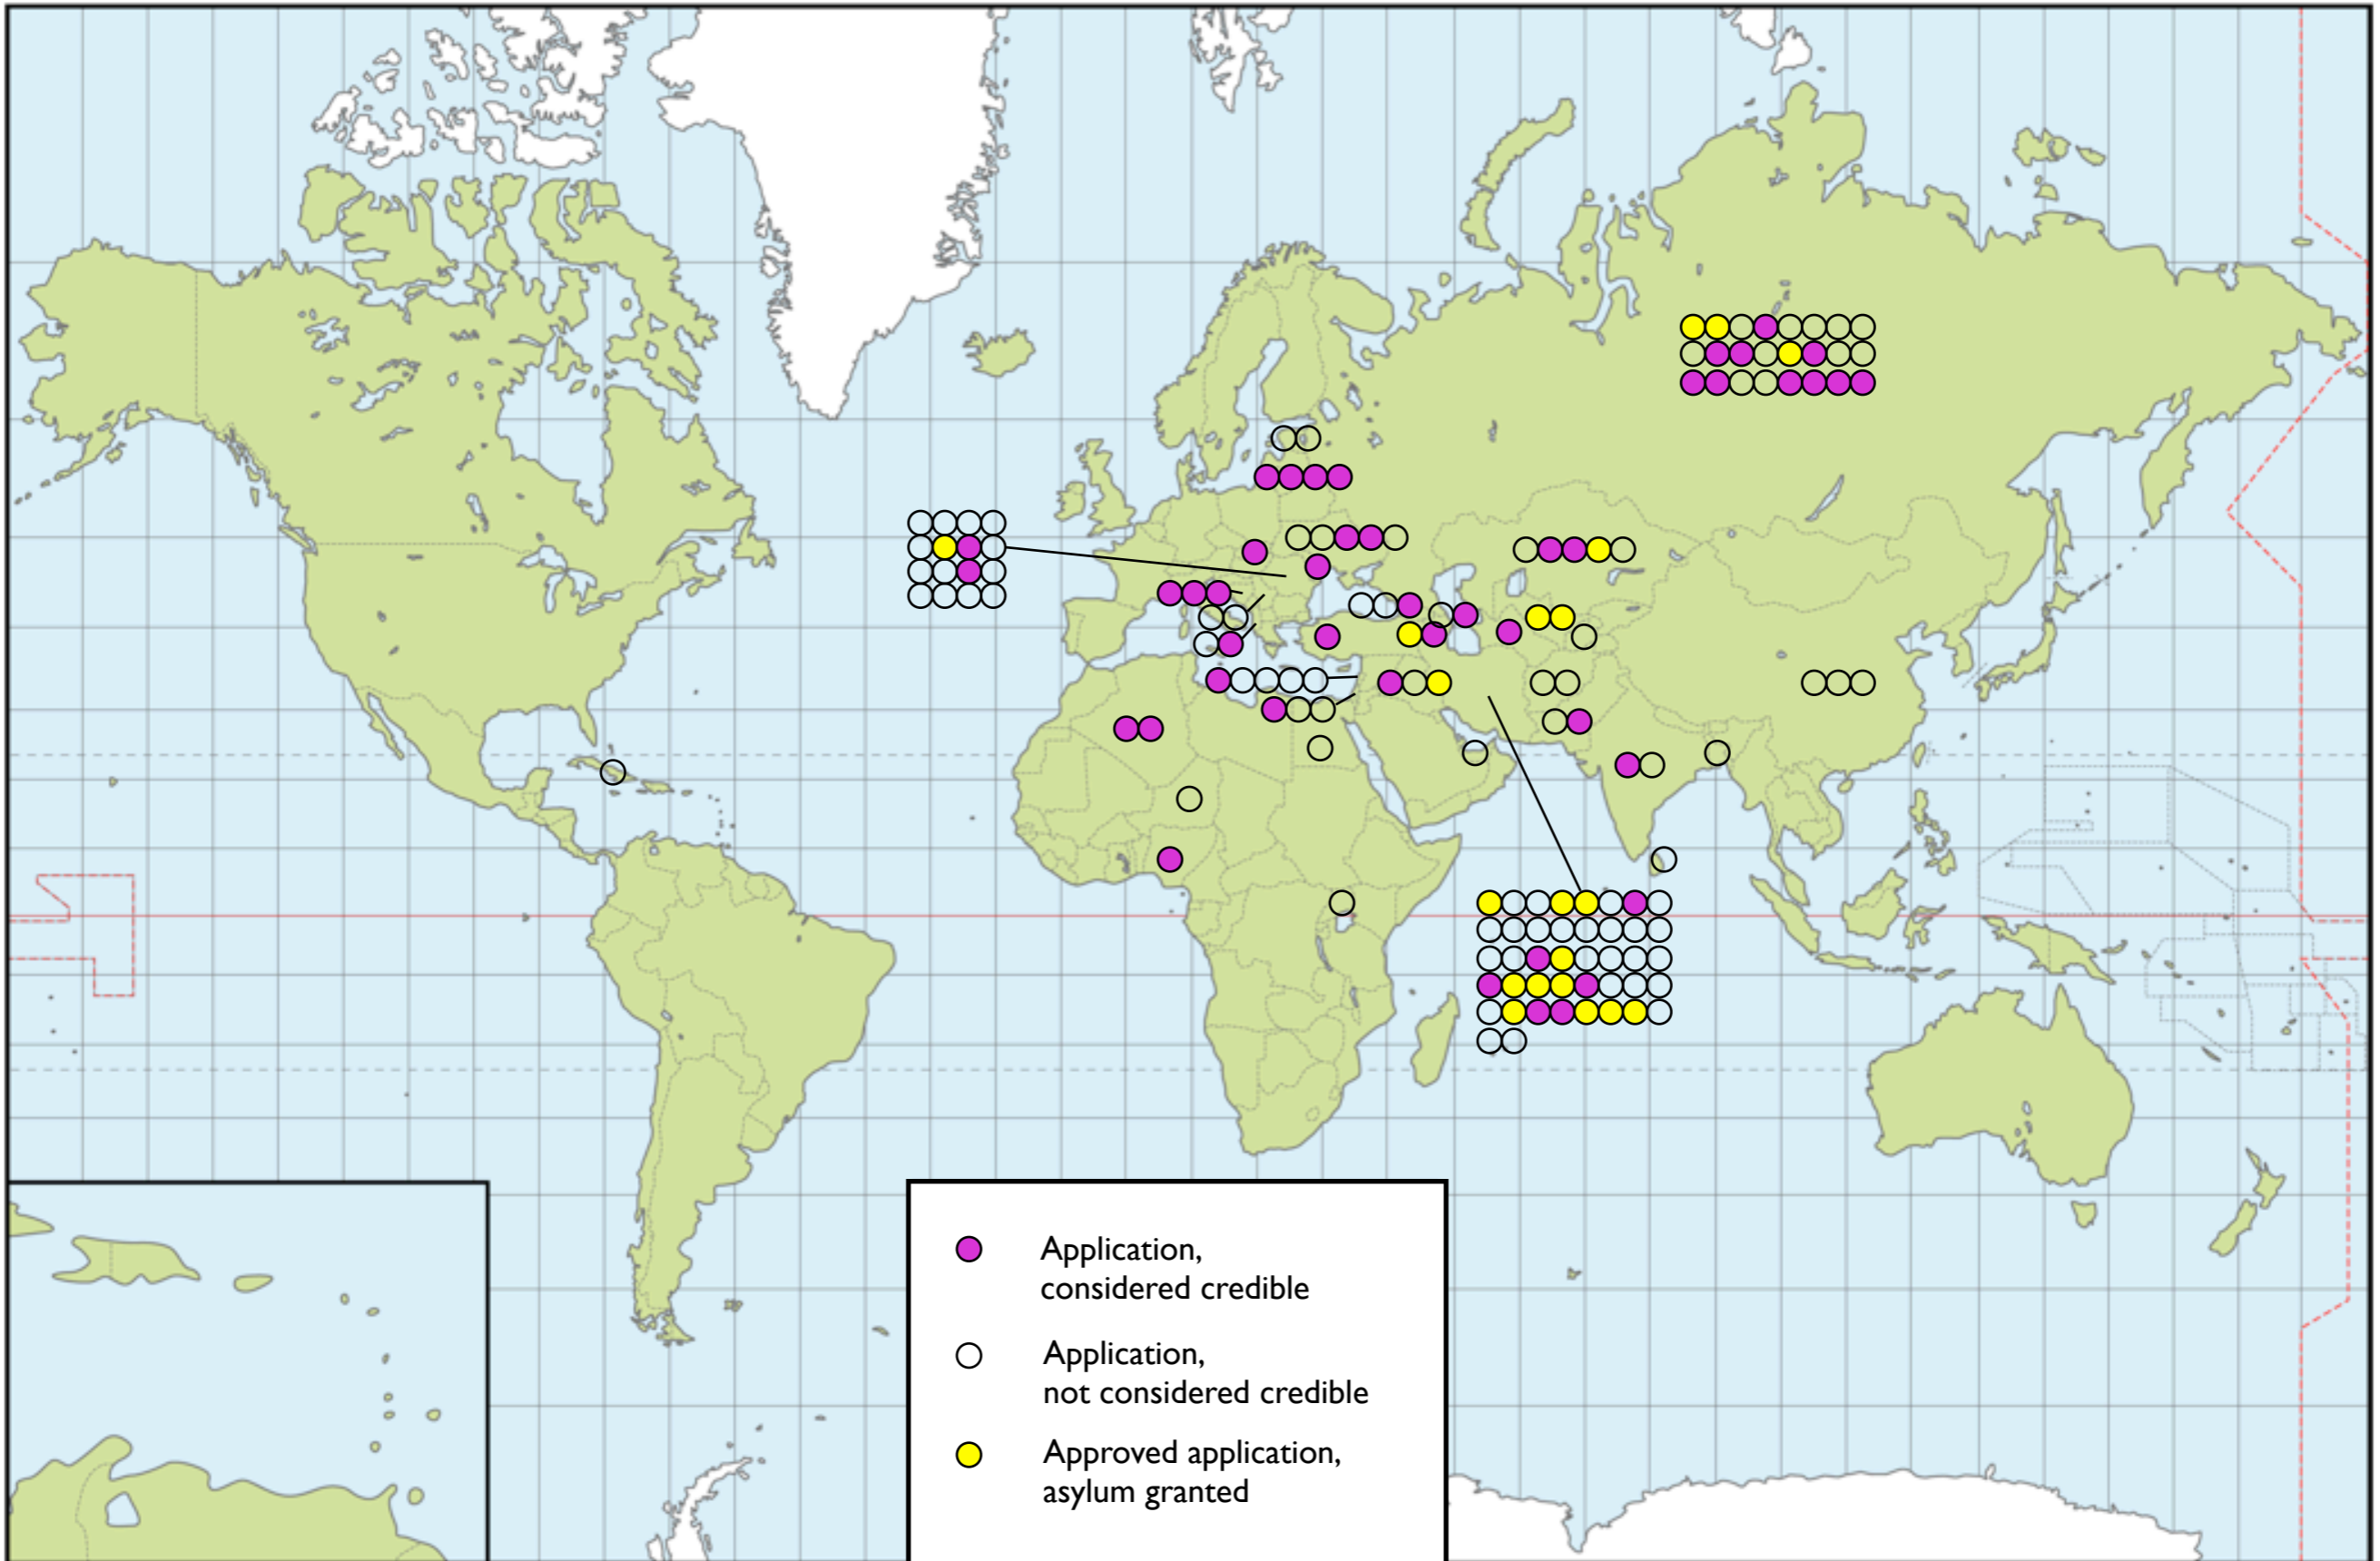 Application,
considered credible
Application,
not considered credible
Approved application,
asylum granted